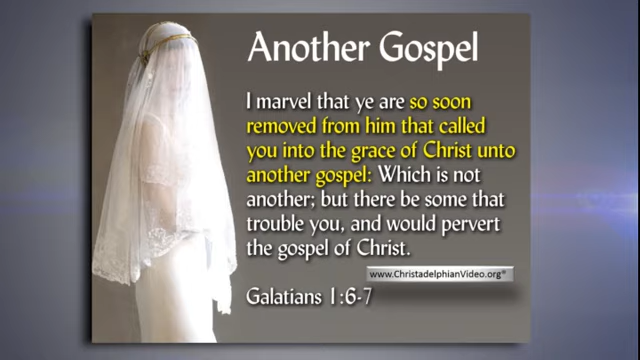 Another Gospel
I marvel that ye are so soon
removed from him that called
you into the grace of Christ unto
another gospel: Which is not
another; but there be some that
trouble you, and would pervert
the gospel of Christ.
www.ChristadelphianVideo.org®
Galatians 1:6-7